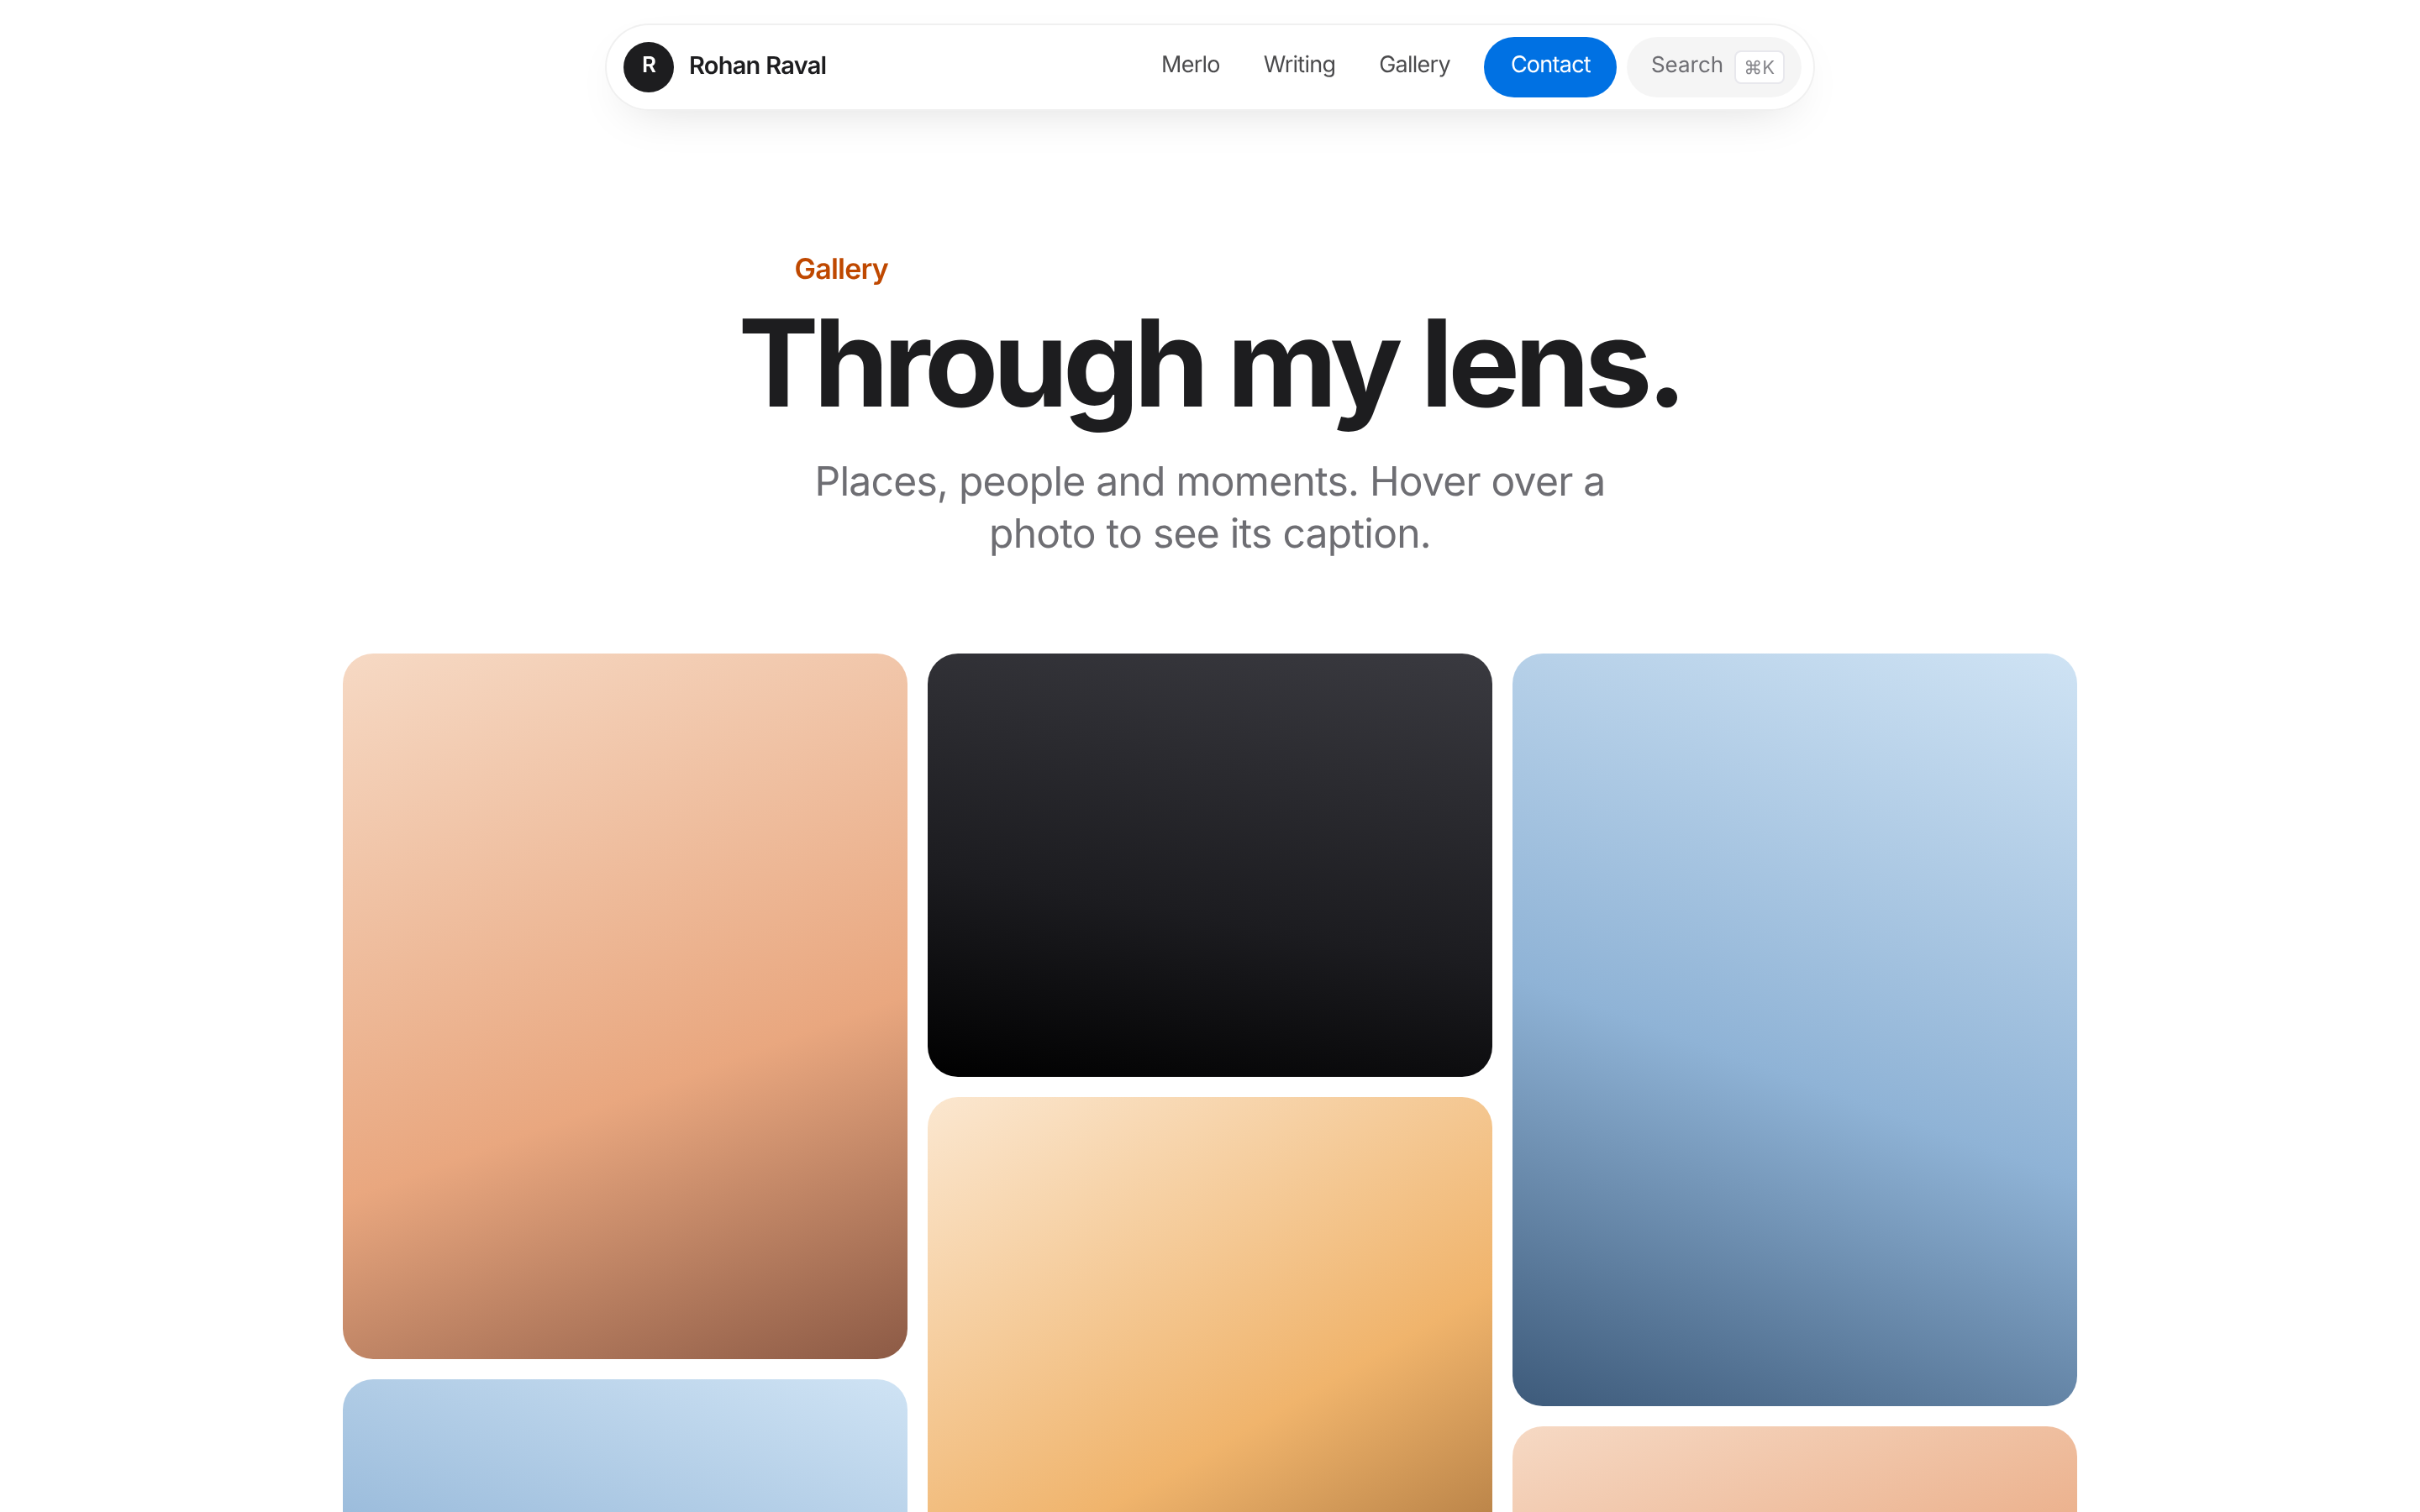 R Rohan Raval Merlo Writing Gallery Contact Search ⌘K
Gallery
Through my lens.
Places, people and moments. Hover over a
photo to see its caption.